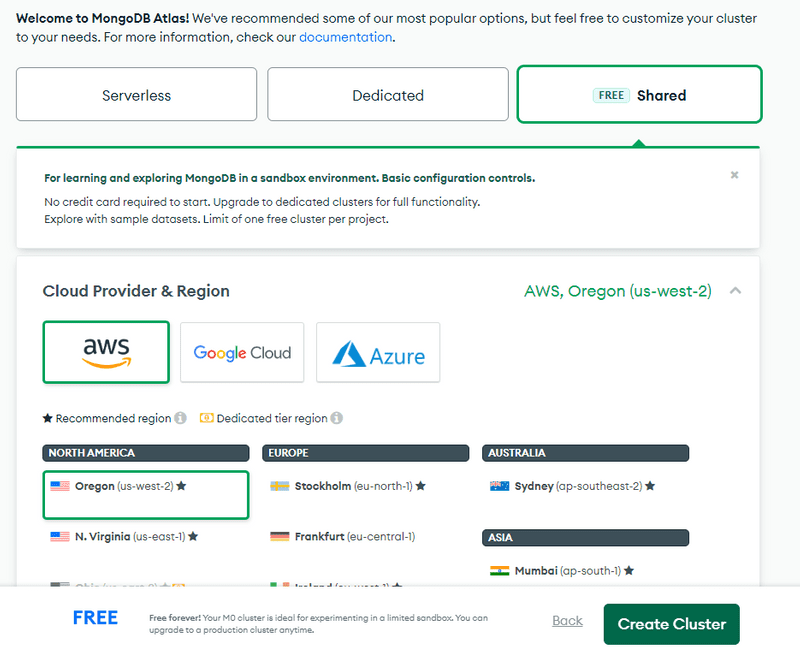 Welcome to MongoDB Atlas! We've recommended some of our most popular options, but feel free to customize your cluster
to your needs. For more information, check our documentation.
Serverless
Dedicated
FREE Shared
For learning and exploring MongoDB in a sandbox environment. Basic configuration controls.
No credit card required to start. Upgrade to dedicated clusters for full functionality.
Explore with sample datasets. Limit of one free cluster per project.
Cloud Provider & Region
AWS, Oregon (us-west-2)
aws
Google Cloud
Azure
★ Recommended region
Dedicated tier region
NORTH AMERICA
Oregon (us-west-2) ★
N. Virginia (us-east-1) ★
EUROPE
Stockholm (eu-north-1) ★
Frankfurt (eu-central-1)
AUSTRALIA
Sydney (ap-southeast-2) ★
ASIA
Mumbai (ap-south-1) ★
FREE
Free forever! Your M0 cluster is ideal for experimenting in a limited sandbox. You can
upgrade to a production cluster anytime.
Back
Create Cluster